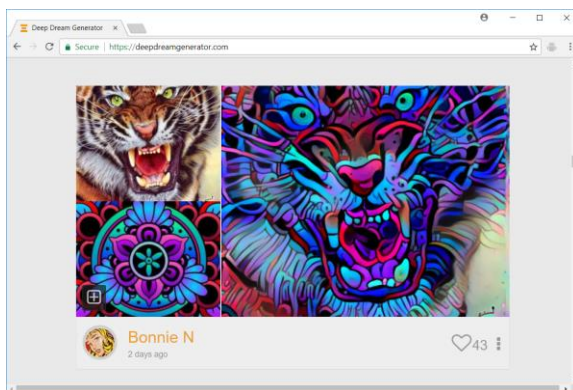 Deep Dream Generator
Secure | https://deepdreamgenerator.com
Bonnie N
43
2 days ago